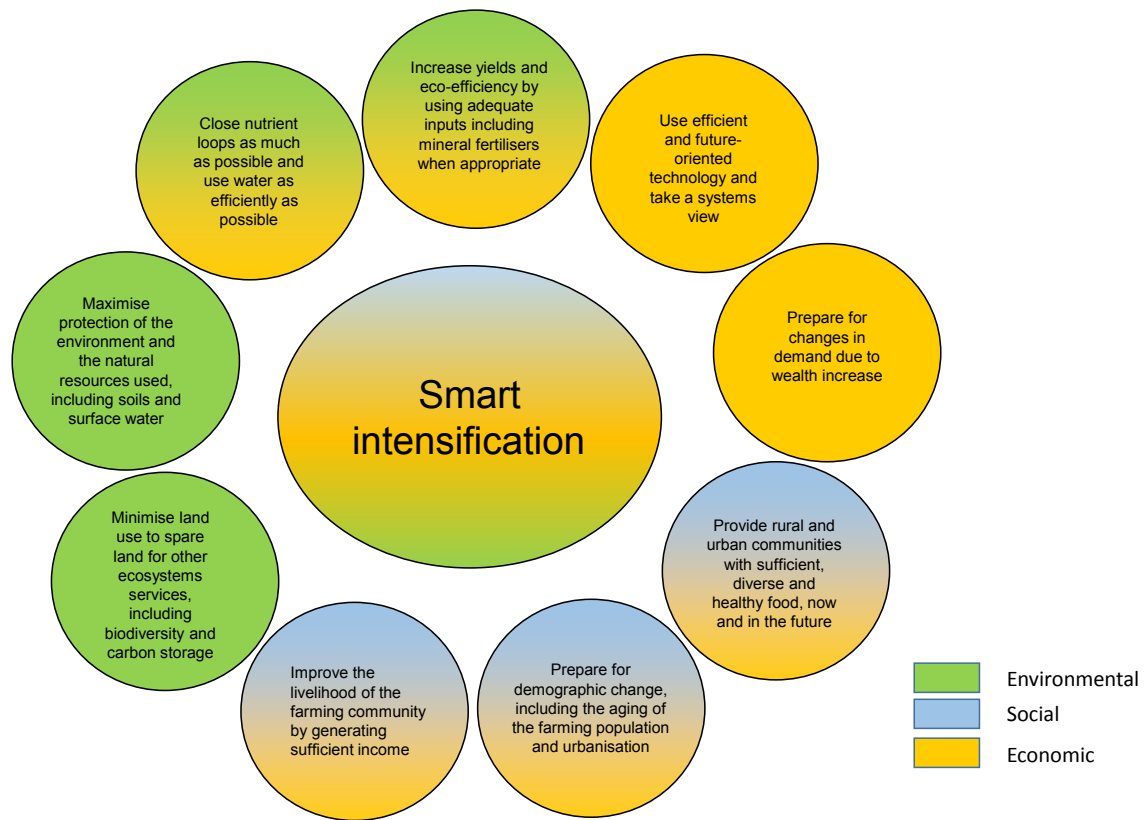 Increase yields and
eco-efficiency by
using adequate
inputs including
mineral fertilisers
when appropriate
Use efficient
and future-
oriented
technology and
take a systems
view
Prepare for
changes in
demand due to
wealth increase
Provide rural and
urban communities
with sufficient,
diverse and
healthy food, now
and in the future
Prepare for
demographic change,
including the aging of
the farming population
and urbanisation
Improve the
livelihood of the
farming community
by generating
sufficient income
Minimise land
use to spare
land for other
ecosystems
services,
including
biodiversity and
carbon storage
Maximise
protection of the
environment and
the natural
resources used,
including soils and
surface water
Close nutrient
loops as much
as possible and
use water as
efficiently as
possible
Smart
intensification
Environmental
Social
Economic